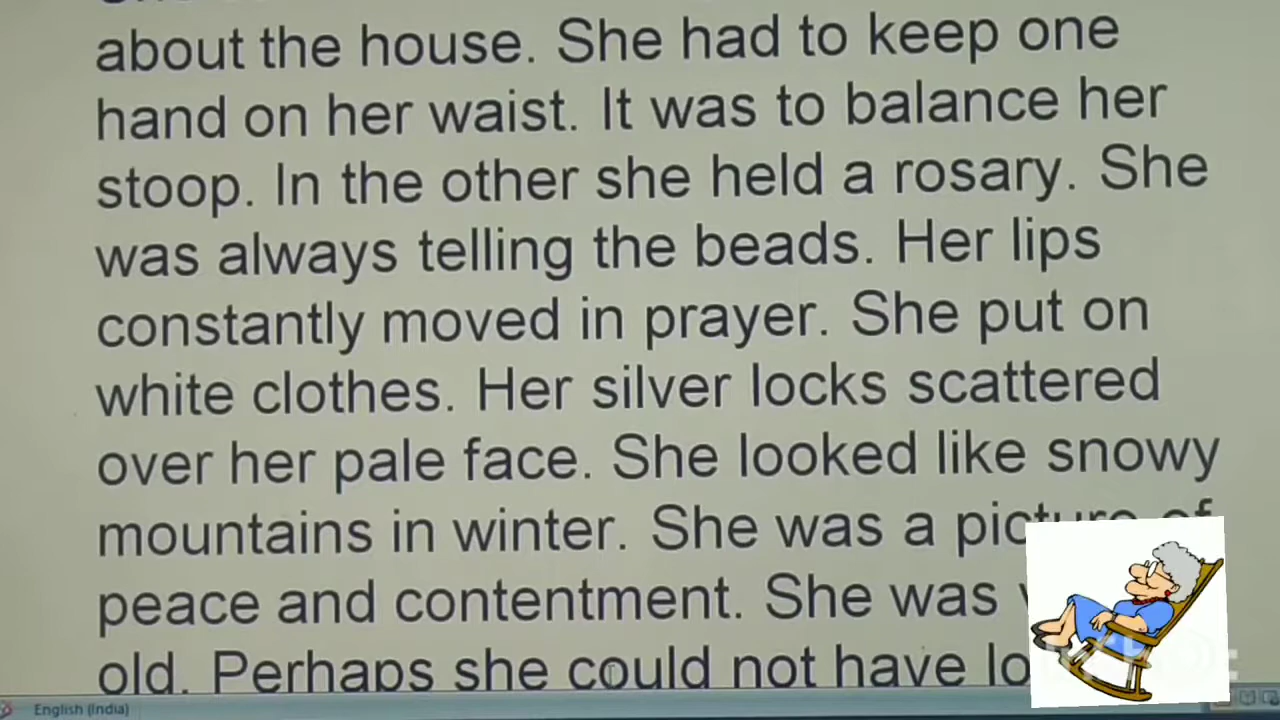 about the house. She had to keep one
hand on her waist. It was to balance her
stoop. In the other she held a rosary. She
was always telling the beads. Her lips
constantly moved in prayer. She put on
white clothes. Her silver locks scattered
over her pale face. She looked like snowy
mountains in winter. She was a picture of
peace and contentment. She was
old. Perhaps she could not have
English (India)